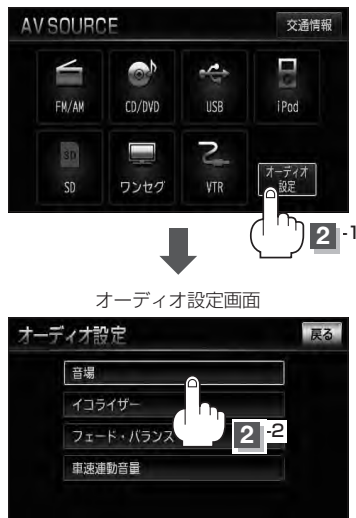 AV SOURCE
交通情報
FM/AM
CD/DVD
USB
iPod
SD
SD
ワンセグ
VTR
オーディオ
設定
2-1
オーディオ設定画面
オーディオ設定
戻る
音場
イコライザー
フェード・バランス
2-2
車速連動音量